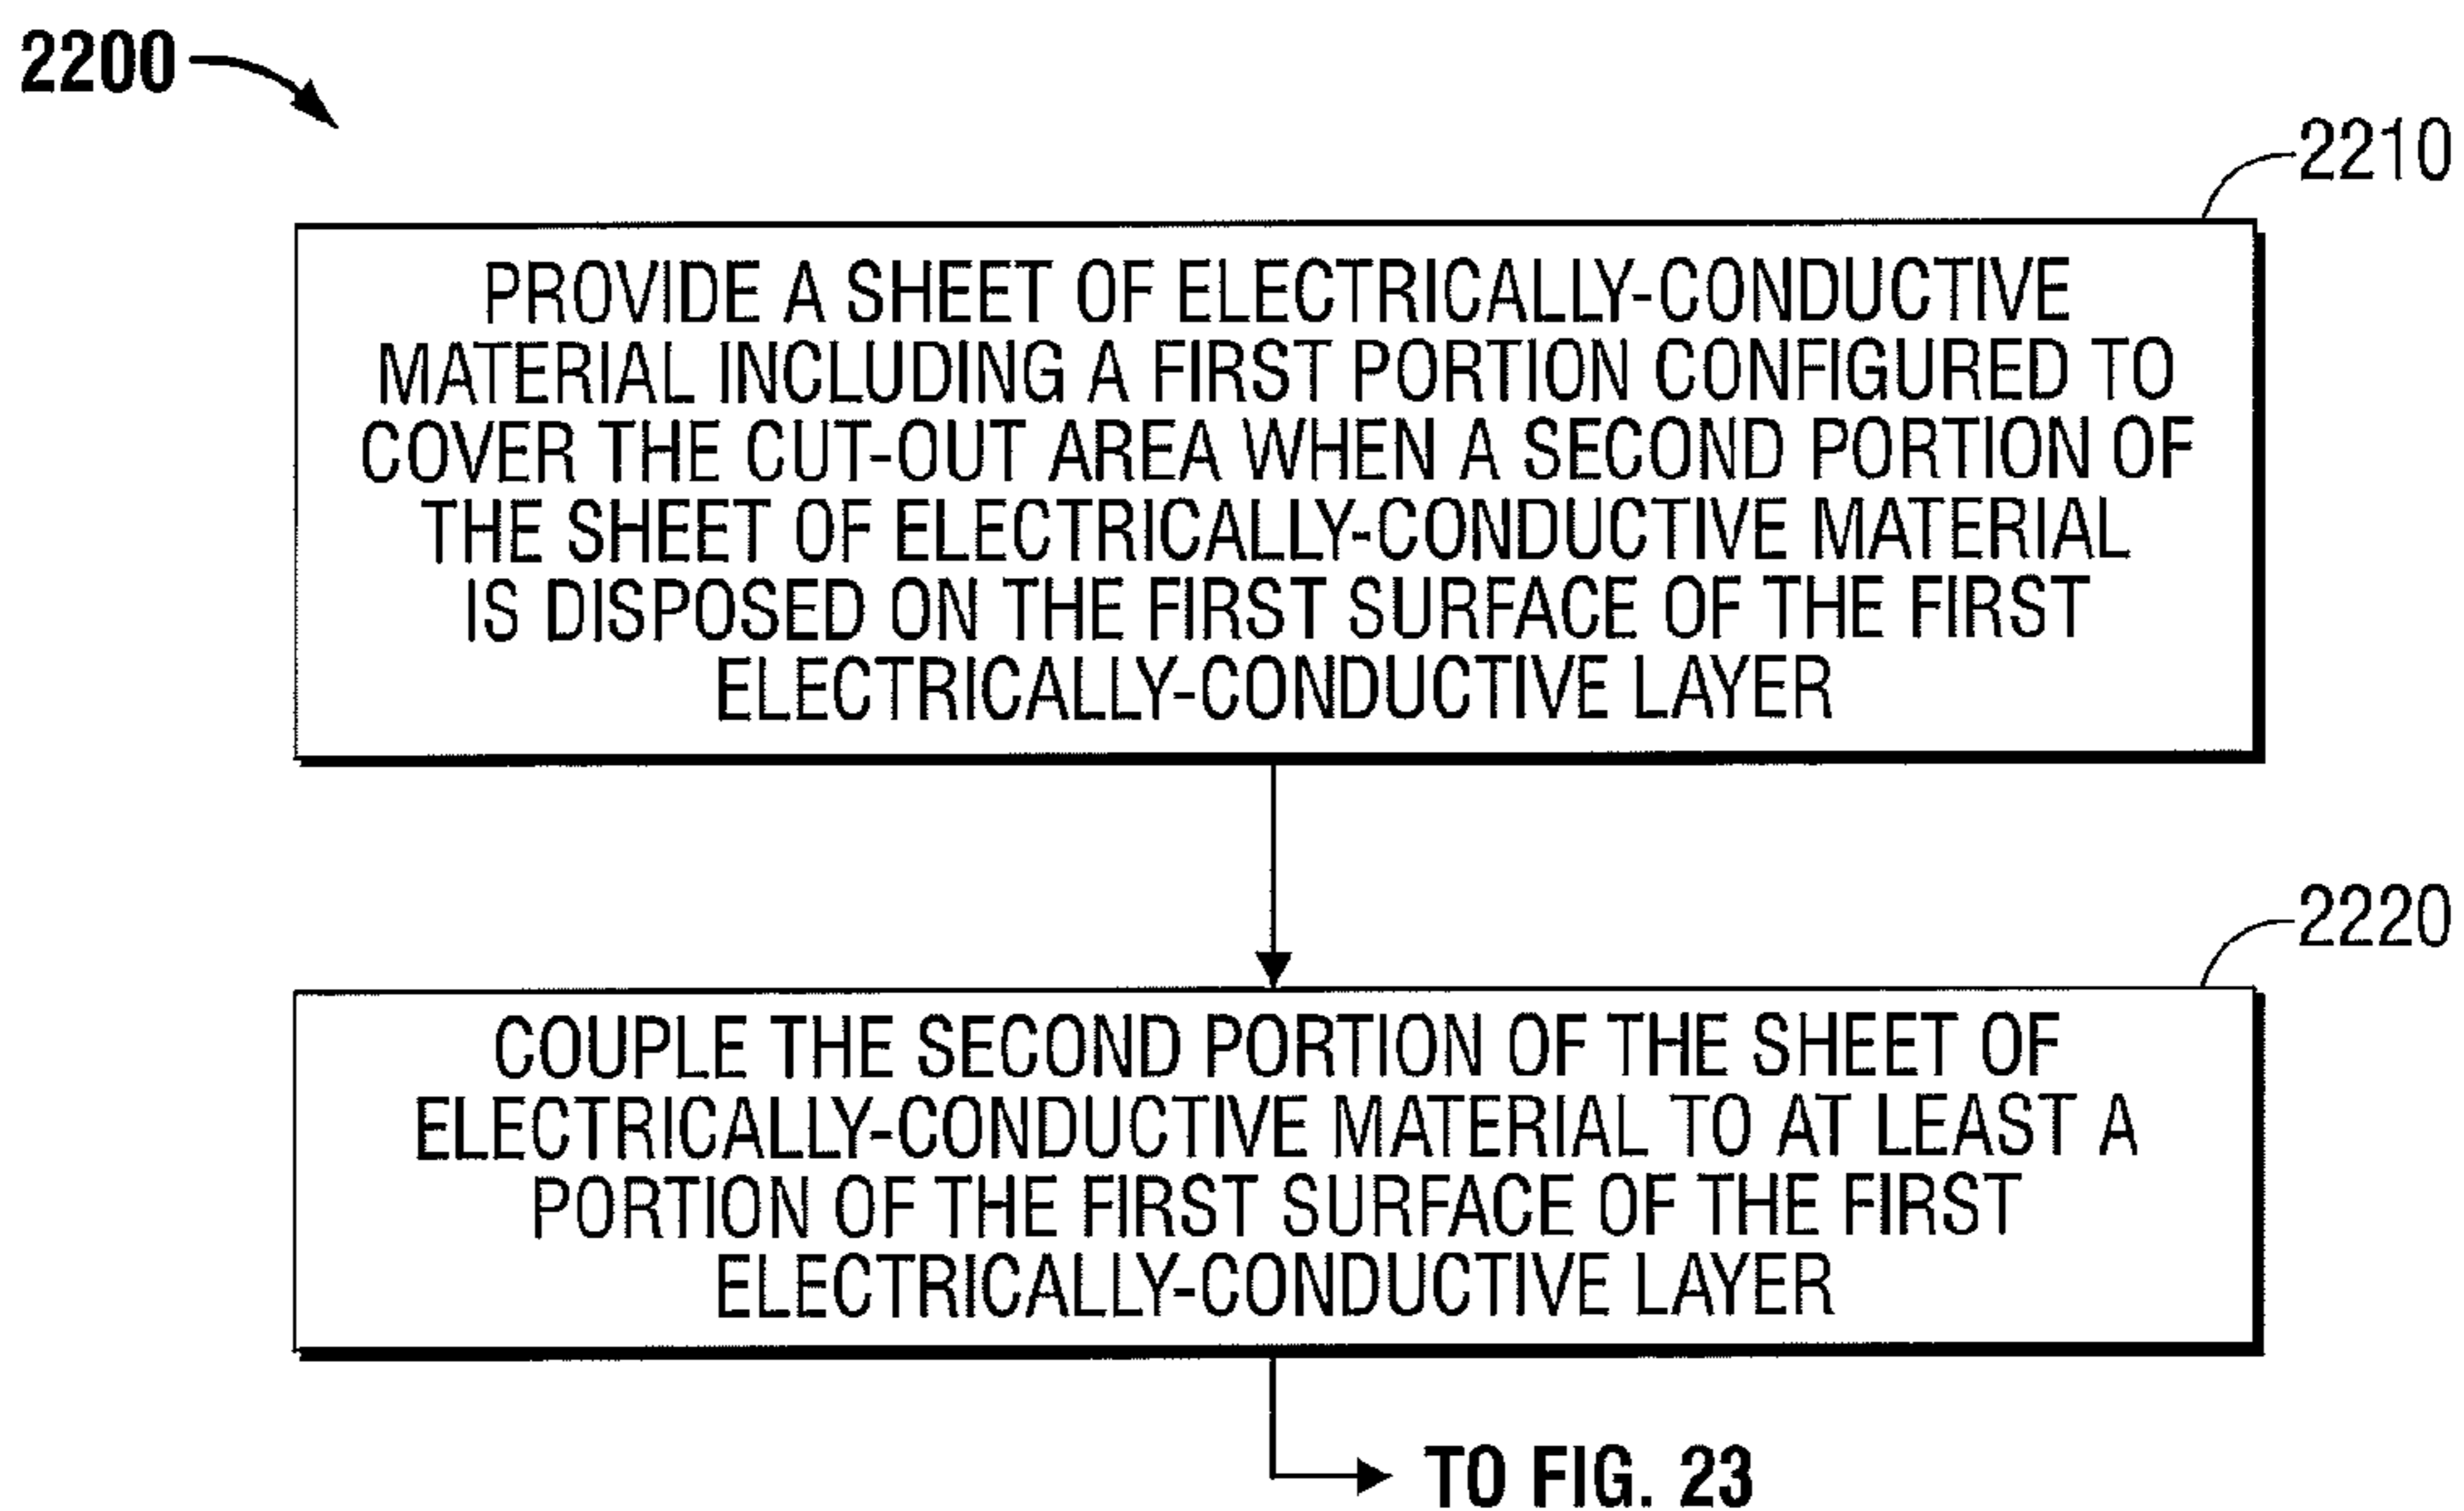 2200
2210
PROVIDE A SHEET OF ELECTRICALLY-CONDUCTIVE
MATERIAL INCLUDING A FIRST PORTION CONFIGURED TO
COVER THE CUT-OUT AREA WHEN A SECOND PORTION OF
THE SHEET OF ELECTRICALLY-CONDUCTIVE MATERIAL
IS DISPOSED ON THE FIRST SURFACE OF THE FIRST
ELECTRICALLY-CONDUCTIVE LAYER
2220
COUPLE THE SECOND PORTION OF THE SHEET OF
ELECTRICALLY-CONDUCTIVE MATERIAL TO AT LEAST A
PORTION OF THE FIRST SURFACE OF THE FIRST
ELECTRICALLY-CONDUCTIVE LAYER
TO FIG. 23